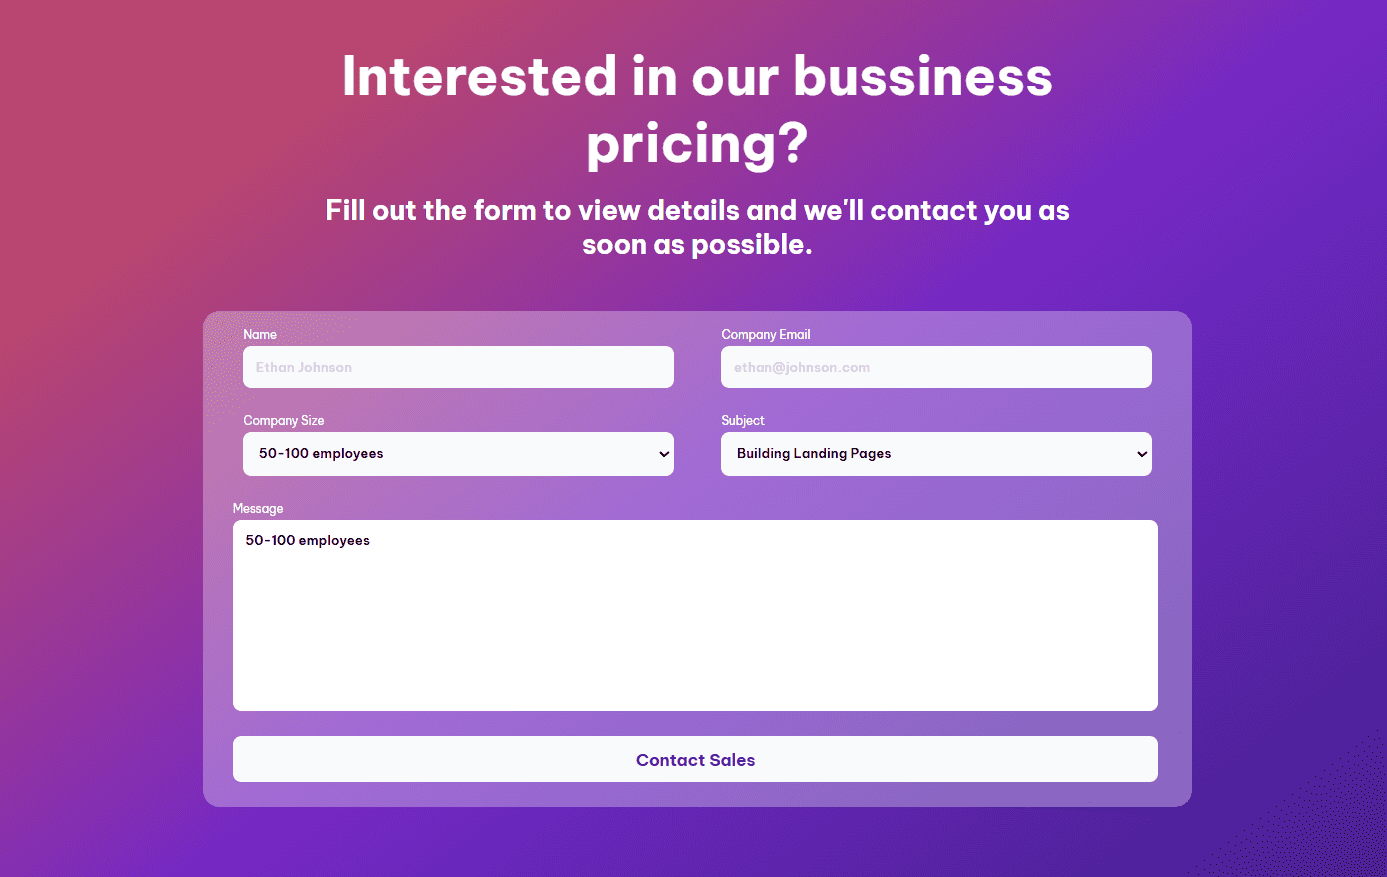 Interested in our bussiness
pricing?
Fill out the form to view details and we'll contact you as
soon as possible.
Name
Company Email
Ethan Johnson
ethan@johnson.com
Company Size
Subject
50-100 employees
Building Landing Pages
Message
50-100 employees
Contact Sales